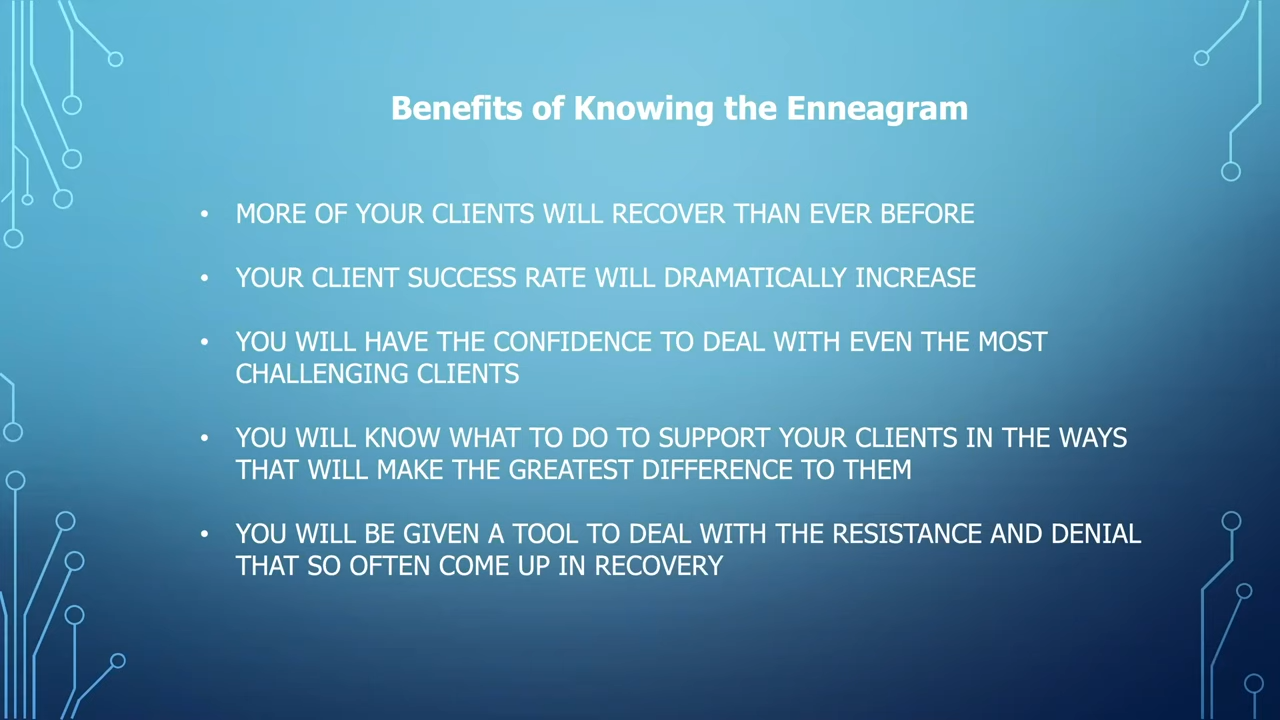 Benefits of Knowing the Enneagram
• MORE OF YOUR CLIENTS WILL RECOVER THAN EVER BEFORE
• YOUR CLIENT SUCCESS RATE WILL DRAMATICALLY INCREASE
• YOU WILL HAVE THE CONFIDENCE TO DEAL WITH EVEN THE MOST
CHALLENGING CLIENTS
• YOU WILL KNOW WHAT TO DO TO SUPPORT YOUR CLIENTS IN THE WAYS
THAT WILL MAKE THE GREATEST DIFFERENCE TO THEM
• YOU WILL BE GIVEN A TOOL TO DEAL WITH THE RESISTANCE AND DENIAL
THAT SO OFTEN COME UP IN RECOVERY